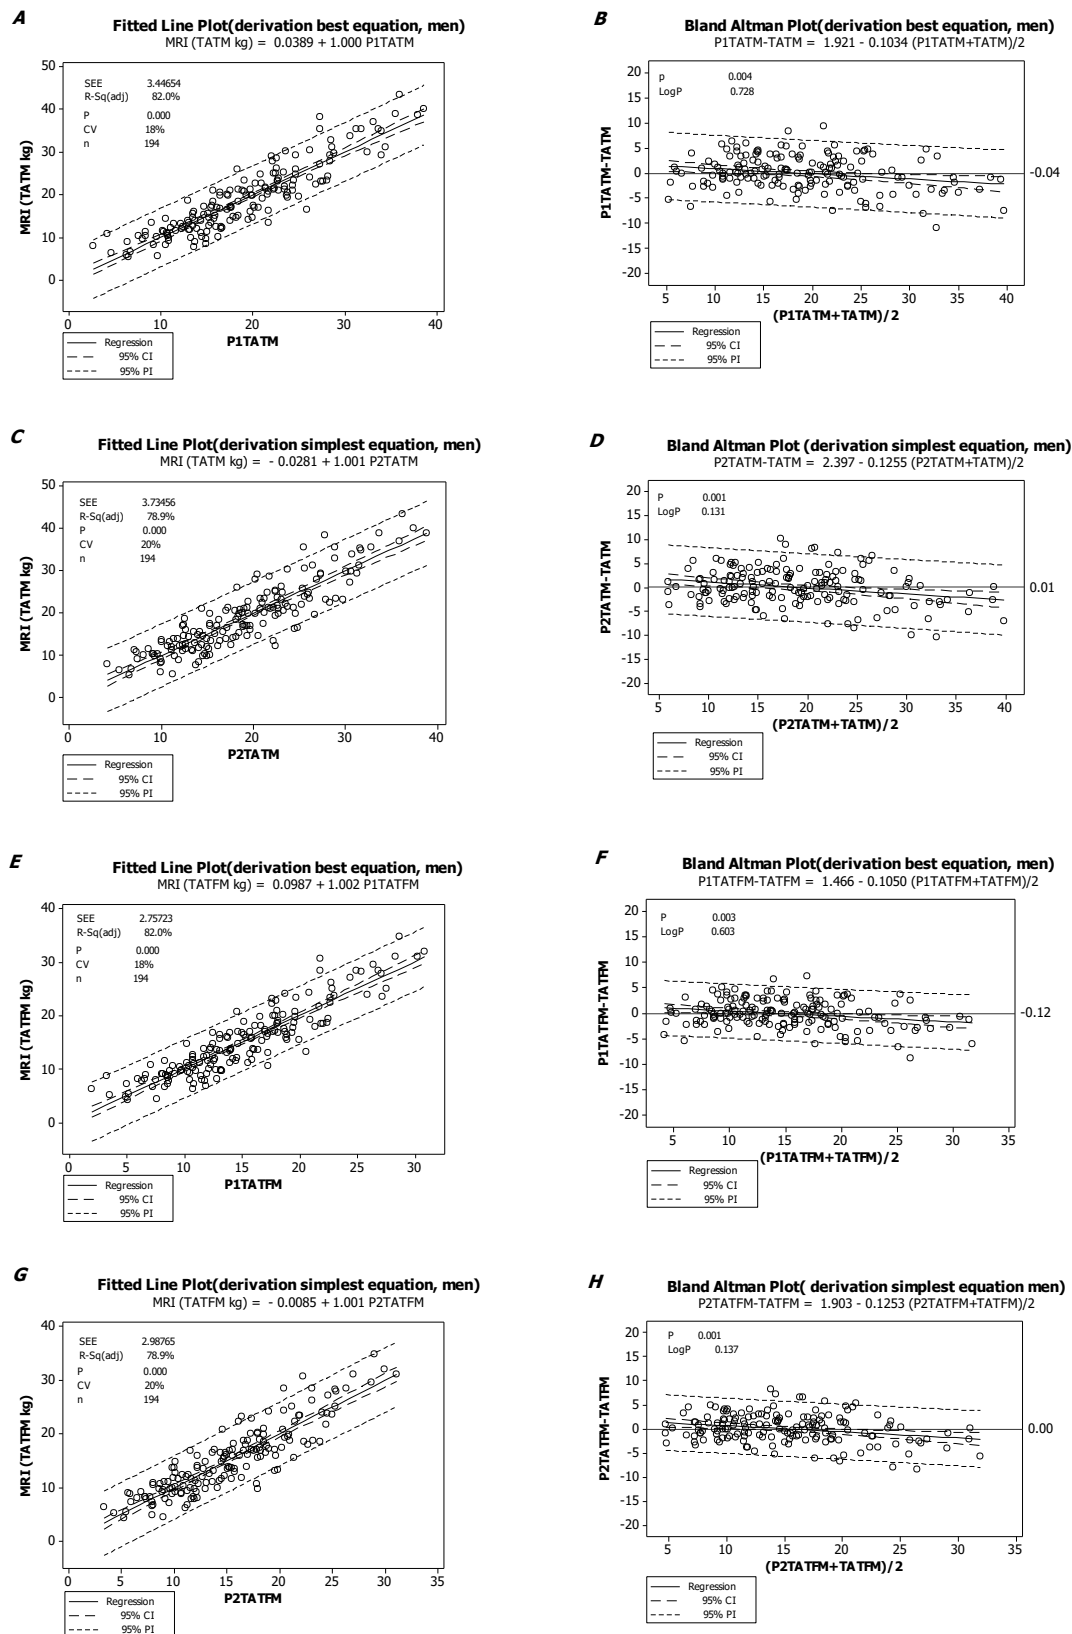 A
Fitted Line Plot(derivation best equation, men)
MRI (TATM kg) = 0.0389 + 1.000 P1TATM
SEE 3.44654
R-Sq(adj) 82.0%
P 0.000
CV 18%
n 194
50
40
30
20
10
0
MRI (TATM kg)
0 10 20 30 40
P1TATM
Regression
95% CI
95% PI
B
Bland Altman Plot(derivation best equation, men)
P1TATM-TATM = 1.921 - 0.1034 (P1TATM+TATM)/2
p 0.004
LogP 0.728
20
15
10
5
0
-5
-10
-15
-20
P1TATM-TATM
-0.04
5 10 15 20 25 30 35 40
(P1TATM+TATM)/2
Regression
95% CI
95% PI
C
Fitted Line Plot(derivation simplest equation, men)
MRI (TATM kg) = - 0.0281 + 1.001 P2TATM
SEE 3.73456
R-Sq(adj) 78.9%
P 0.000
CV 20%
n 194
50
40
30
20
10
0
MRI (TATM kg)
0 10 20 30 40
P2TATM
Regression
95% CI
95% PI
D
Bland Altman Plot (derivation simplest equation, men)
P2TATM-TATM = 2.397 - 0.1255 (P2TATM+TATM)/2
P 0.001
LogP 0.131
20
15
10
5
0
-5
-10
-15
-20
P2TATM-TATM
0.01
5 10 15 20 25 30 35 40
(P2TATM+TATM)/2
Regression
95% CI
95% PI
E
Fitted Line Plot(derivation best equation, men)
MRI (TATFM kg) = 0.0987 + 1.002 P1TATFM
SEE 2.75723
R-Sq(adj) 82.0%
P 0.000
CV 18%
n 194
40
30
20
10
0
MRI (TATFM kg)
0 5 10 15 20 25 30
P1TATFM
Regression
95% CI
95% PI
F
Bland Altman Plot(derivation best equation, men)
P1TATFM-TATFM = 1.466 - 0.1050 (P1TATFM+TATFM)/2
P 0.003
LogP 0.603
20
15
10
5
0
-5
-10
-15
-20
P1TATFM-TATFM
-0.12
5 10 15 20 25 30 35
(P1TATFM+TATFM)/2
Regression
95% CI
95% PI
G
Fitted Line Plot(derivation simplest equation, men)
MRI (TATFM kg) = - 0.0085 + 1.001 P2TATFM
SEE 2.98765
R-Sq(adj) 78.9%
P 0.000
CV 20%
n 194
40
30
20
10
0
MRI (TATFM kg)
0 5 10 15 20 25 30 35
P2TATFM
Regression
95% CI
95% PI
H
Bland Altman Plot( derivation simplest equation men)
P2TATFM-TATFM = 1.903 - 0.1253 (P2TATFM+TATFM)/2
P 0.001
LogP 0.137
20
15
10
5
0
-5
-10
-15
-20
P2TATFM-TATFM
0.00
5 10 15 20 25 30 35
(P2TATFM+TATFM)/2
Regression
95% CI
95% PI